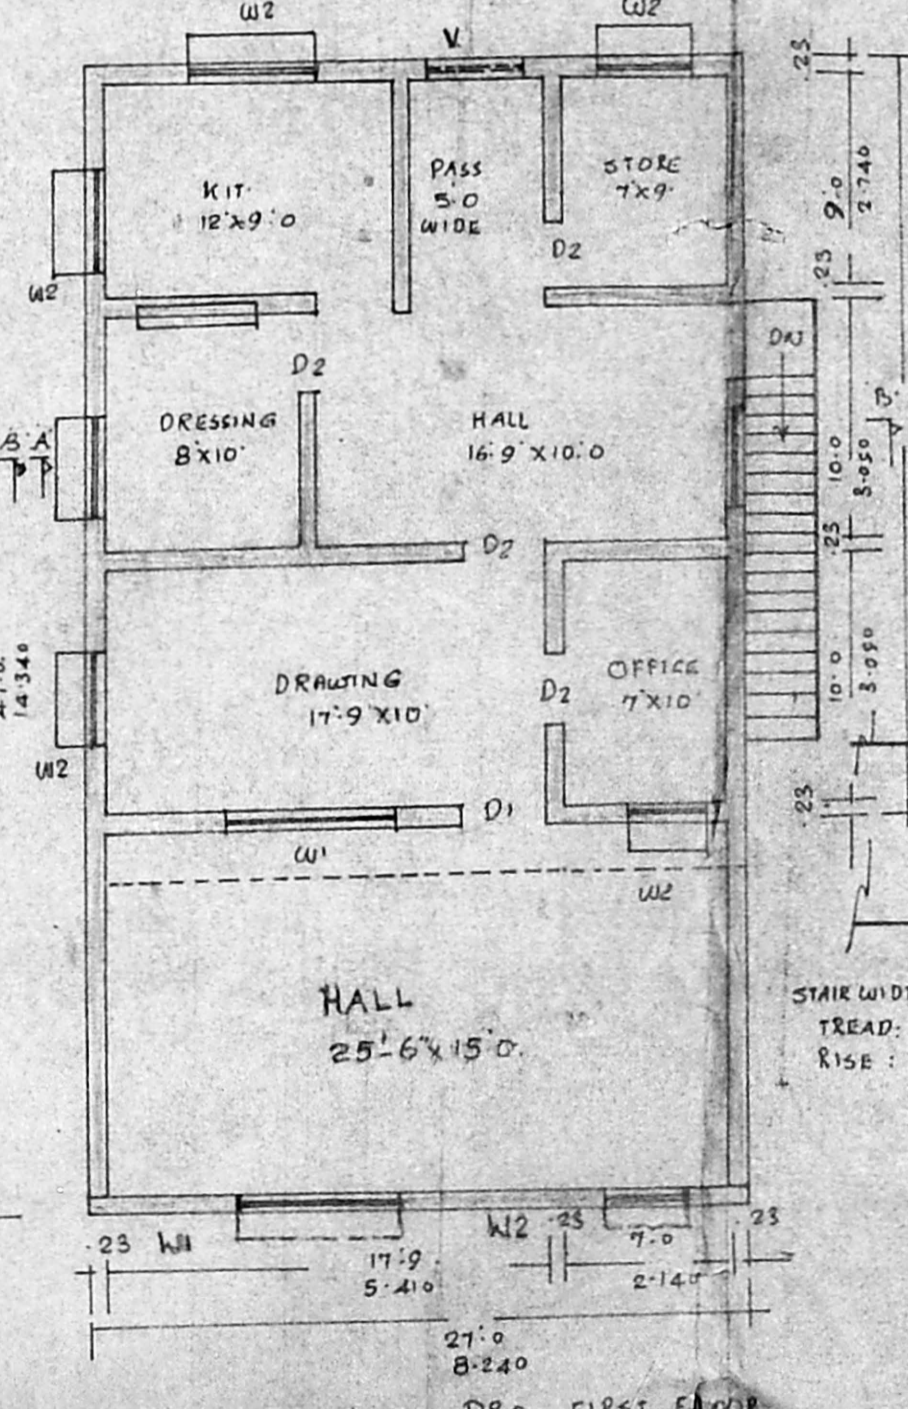 W2
W2
V
.23
KIT.
12'X9'.0
PASS
5'.0
WIDE
STORE
7'X9'
9'.0
2.740
D2
.23
W2
D2
DN
DRESSING
8'X10'
HALL
16'.9"X10'.0
B A
B'
10.0
3.050
.23
D2
DRAWING
17'-9"X10'
D2
OFFICE
7'X10'
10.0
3.050
14.340
W2
.23
D1
W1
W2
HALL
25'-6"X15'0.
STAIR WID
TREAD:
RISE :
.23
W1
17'.9
5.410
W2
.23
7.0
2.140
.23
27'.0
8.240
FIRST FLOOR